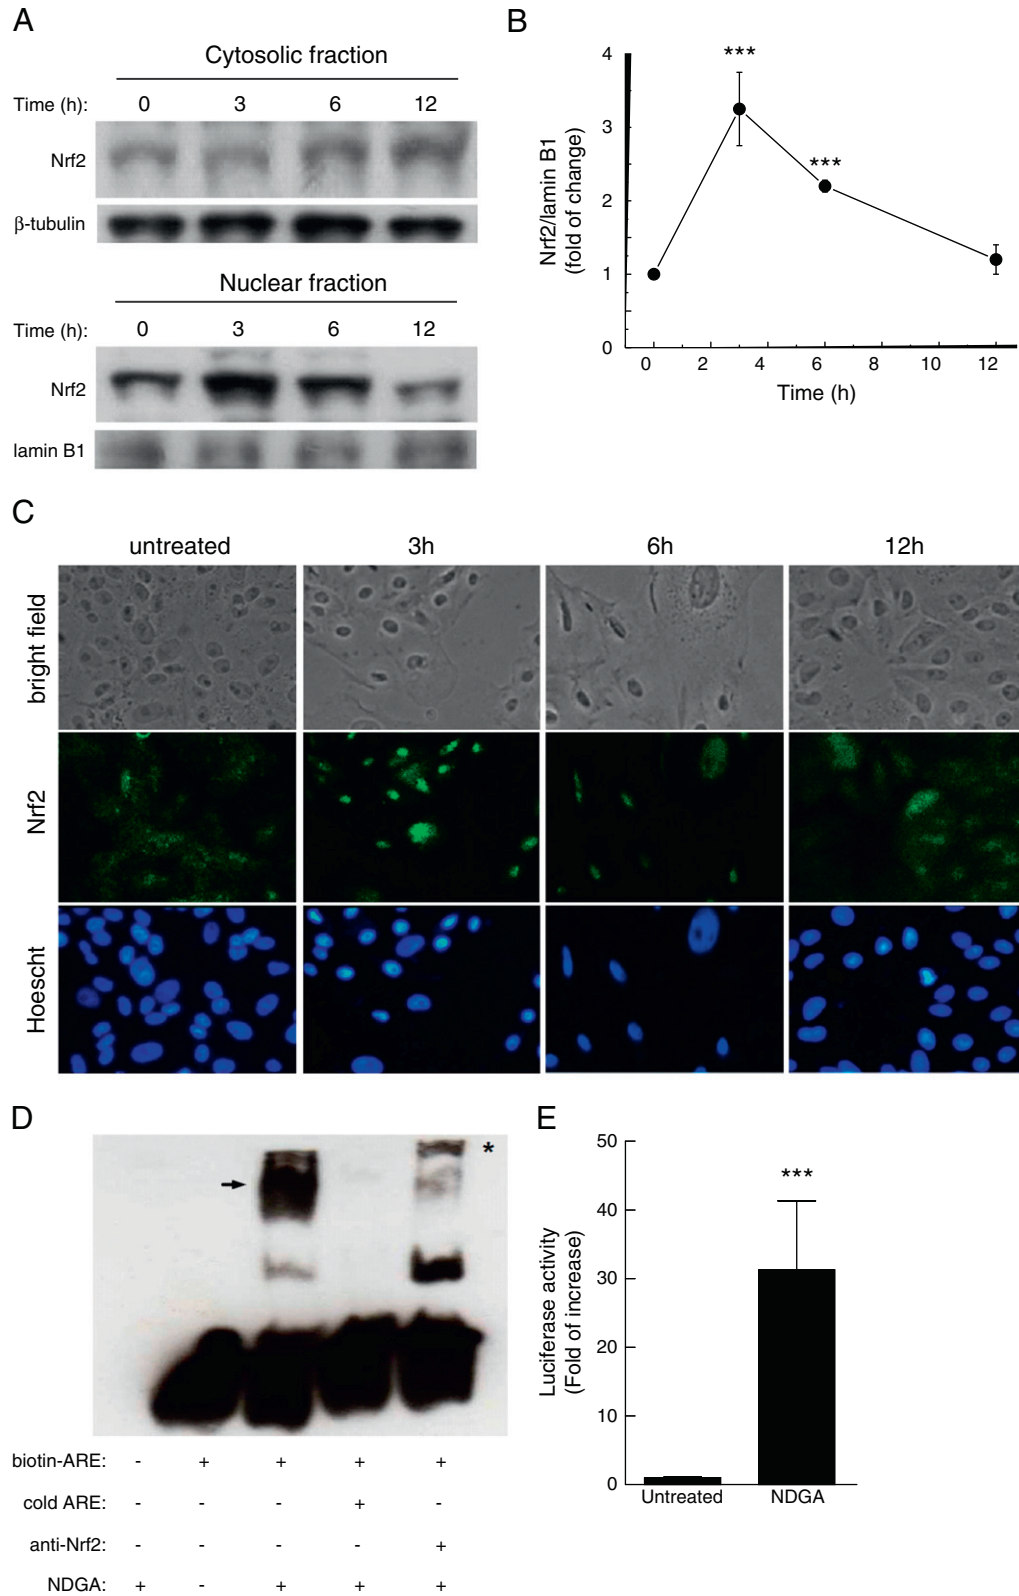 A
Cytosolic fraction
Time (h): 0 3 6 12
Nrf2
β-tubulin
Nuclear fraction
Time (h): 0 3 6 12
Nrf2
lamin B1
B
Nrf2/lamin B1
(fold of change)
4
3
2
1
0
***
***
0 2 4 6 8 10 12
Time (h)
C
untreated 3h 6h 12h
bright field
Nrf2
Hoescht
D
*
biotin-ARE: - + + + +
cold ARE: - - - + -
anti-Nrf2: - - - - +
NDGA: + - + + +
E
Luciferase activity
(Fold of increase)
50
40
30
20
10
0
***
Untreated NDGA